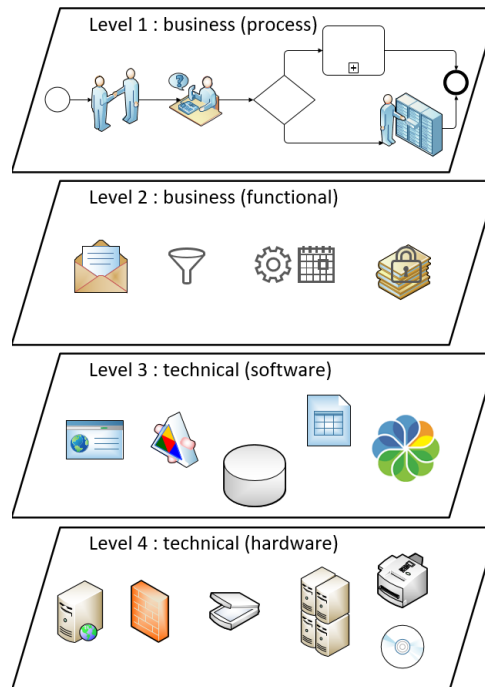 Level 1 : business (process)
Level 2 : business (functional)
Level 3 : technical (software)
Level 4 : technical (hardware)